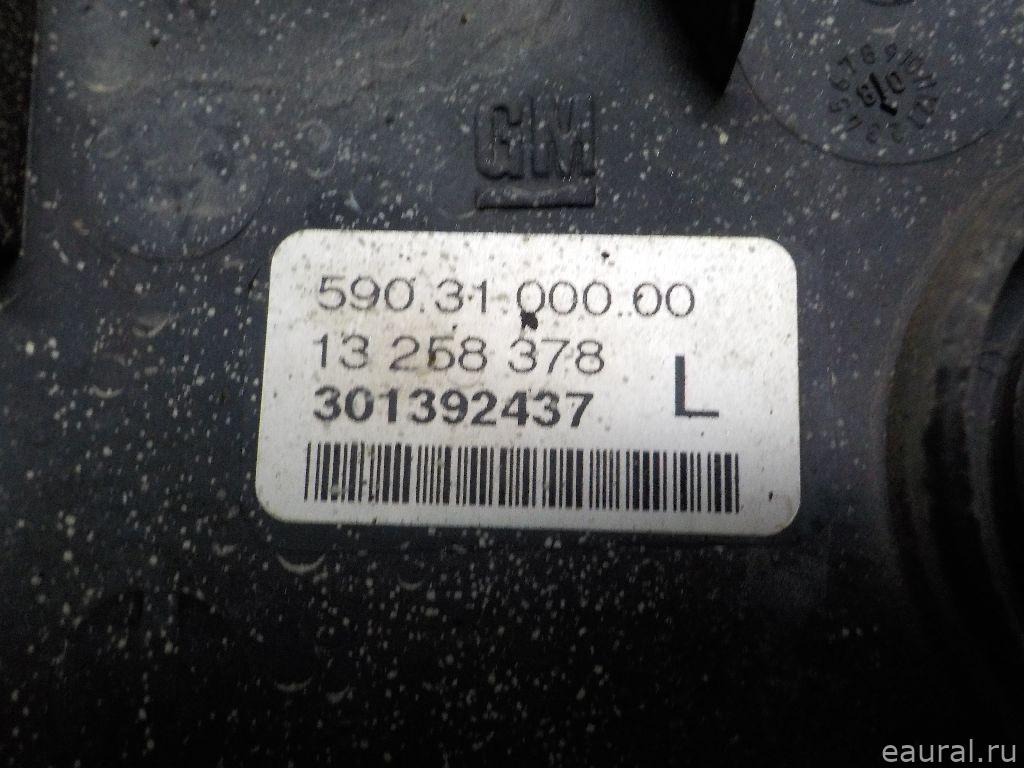 GM
590.31.000.00
13 258 378
301392437
L
eaural.ru